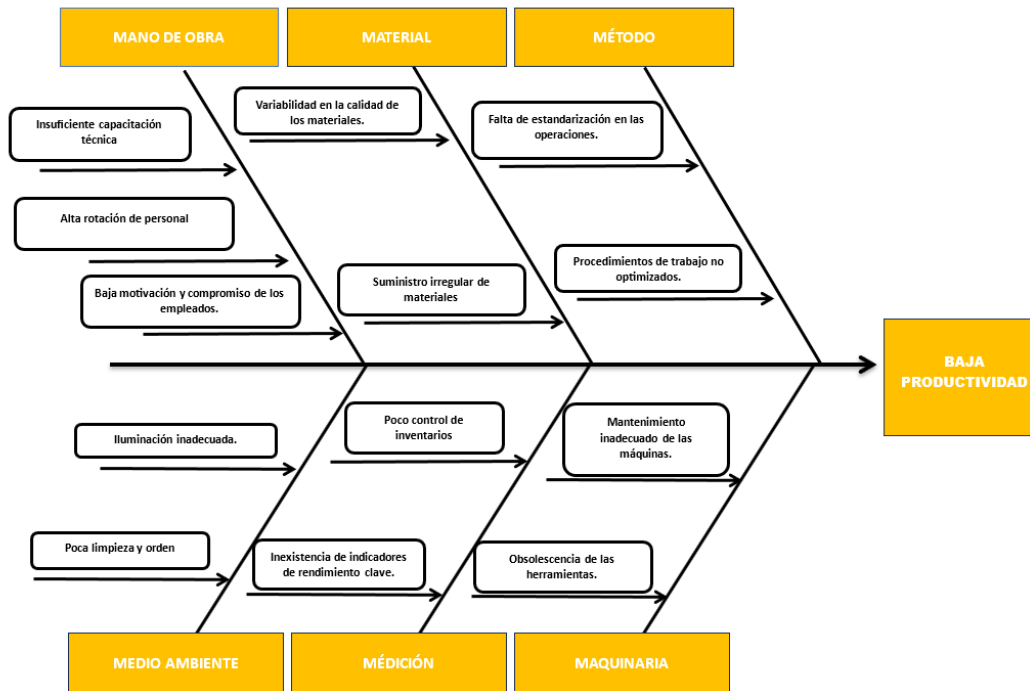 MANO DE OBRA
MATERIAL
MÉTODO
Variabilidad en la calidad de
los materiales.
Insuficiente capacitación
técnica
Falta de estandarización en las
operaciones.
Alta rotación de personal
Procedimientos de trabajo no
optimizados.
Baja motivación y compromiso de los
empleados.
Suministro irregular de
materiales
BAJA
PRODUCTIVIDAD
Iluminación inadecuada.
Poco control de
inventarios
Mantenimiento
inadecuado de las
máquinas.
Poca limpieza y orden
Inexistencia de indicadores
de rendimiento clave.
Obsolescencia de las
herramientas.
MEDIO AMBIENTE
MÉDICIÓN
MAQUINARIA